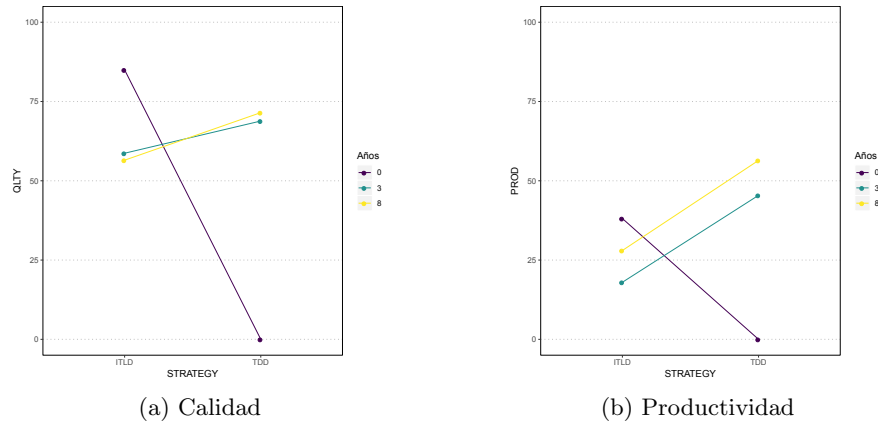 100
75
50
25
0
QLTY
ITLD
TDD
STRATEGY
Años
0
3
8
(a) Calidad
100
75
50
25
0
PROD
ITLD
TDD
STRATEGY
Años
0
3
8
(b) Productividad